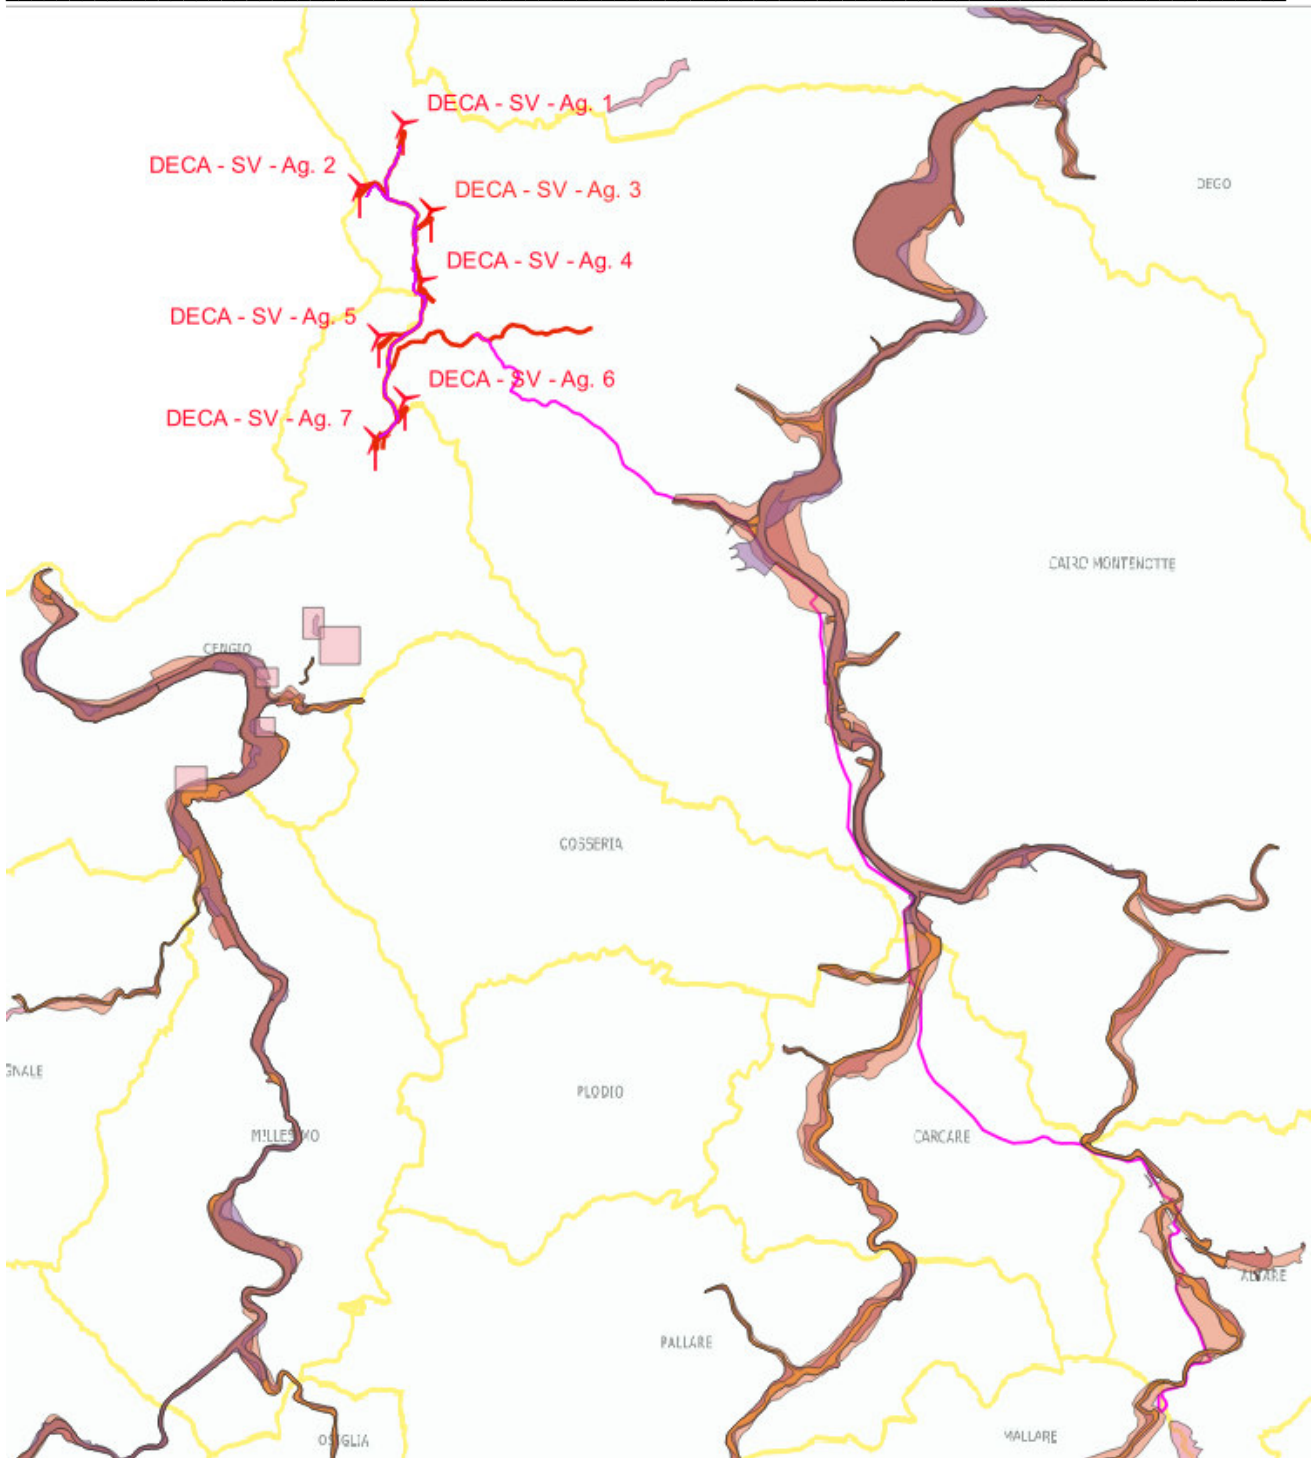 DECA - SV - Ag. 1
DECA - SV - Ag. 2
DECA - SV - Ag. 3
DEGO
DECA - SV - Ag. 4
DECA - SV - Ag. 5
DECA - SV - Ag. 6
DECA - SV - Ag. 7
CAIRO MONTENOTTE
CENGIO
COSSERIA
GNALE
PLODIO
MILLESIMO
CARCARE
ALTARE
PALLARE
MALLARE
OSIGLIA